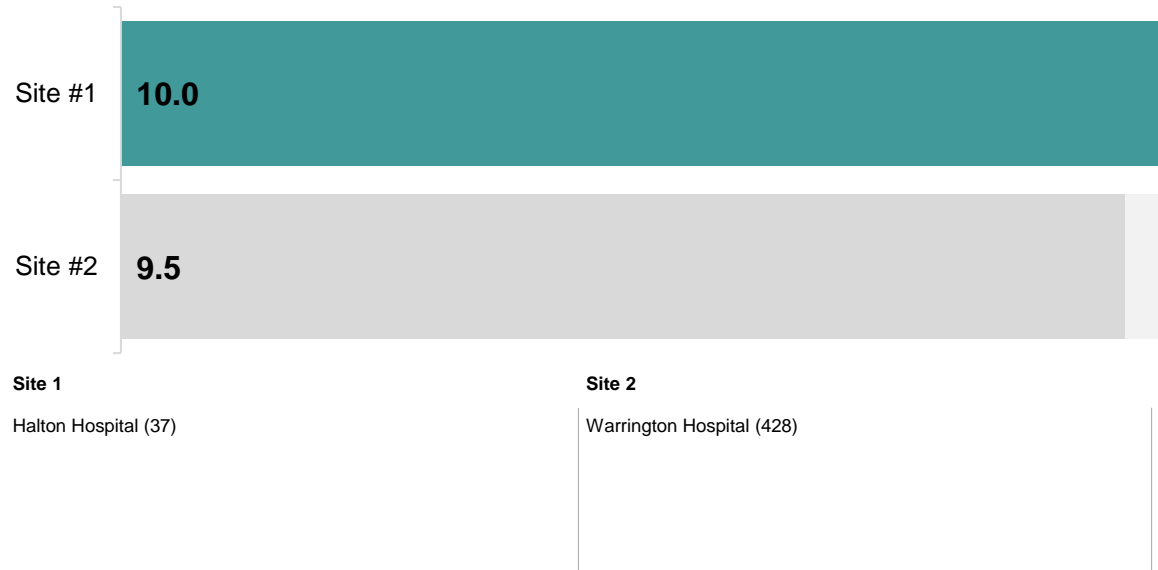 Site #1
10.0
Site #2
9.5
Site 1
Site 2
Halton Hospital (37)
Warrington Hospital (428)